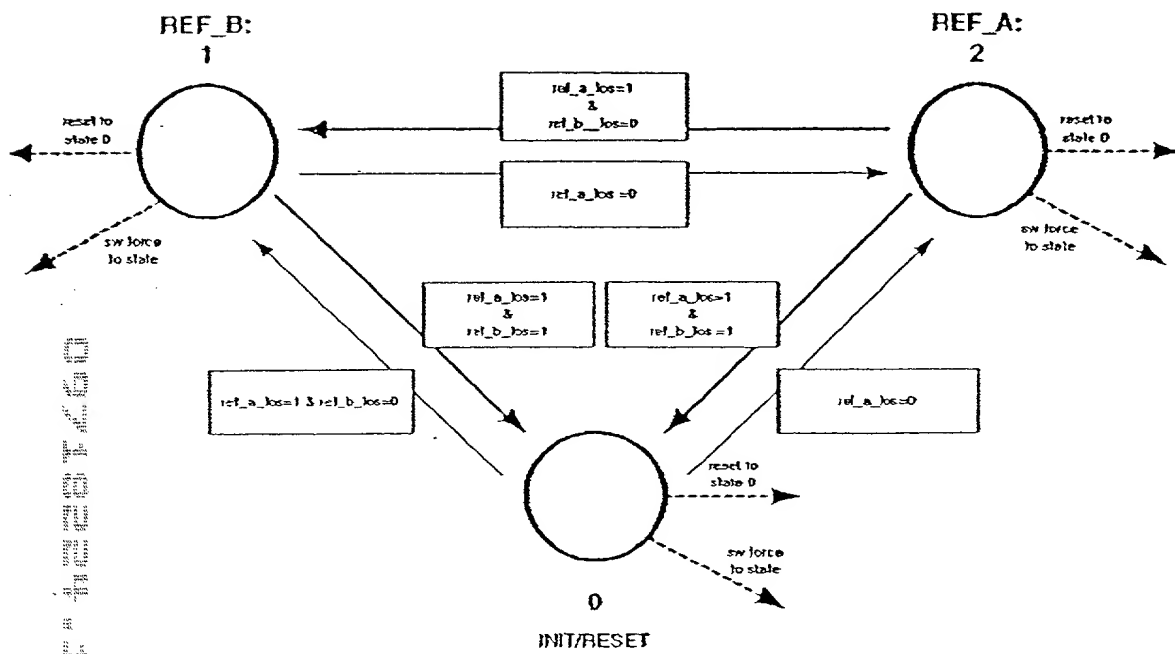 REF_B:
1
REF_A:
2
ref_a_los=1
&
ref_b__los=0
ref_a_los =0
reset to
state 0
sw force
to state
reset to
state 0
sw force
to state
ref_a_los=1
&
ref_b_los=1
ref_a_los=1
&
ref_b_los =1
ref_a_los=1 & ref_b_los=0
ref_a_los=0
reset to
state 0
sw force
to state
0
INIT/RESET